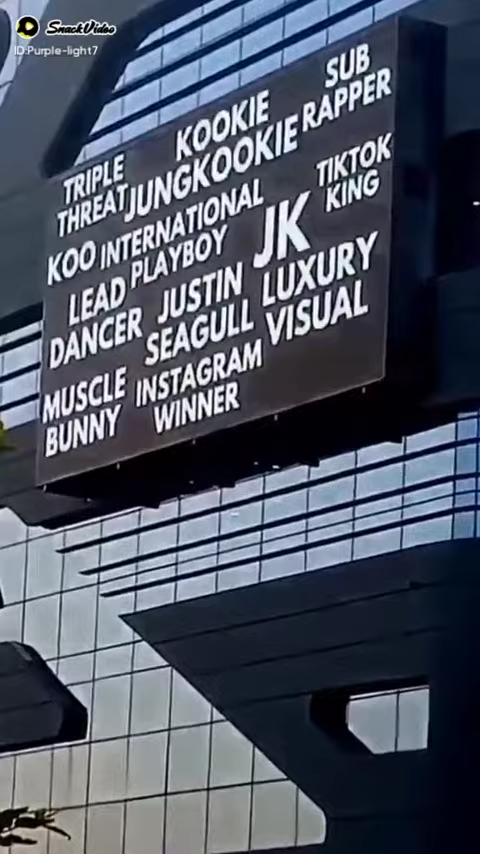 SnackVideo
ID:Purple-light7
SUB
RAPPER
KOOKIE
JUNGKOOKIE
TRIPLE
THREAT
TIKTOK
KING
KOO
INTERNATIONAL
PLAYBOY
JK
LEAD
DANCER
JUSTIN
SEAGULL
LUXURY
VISUAL
MUSCLE
BUNNY
INSTAGRAM
WINNER